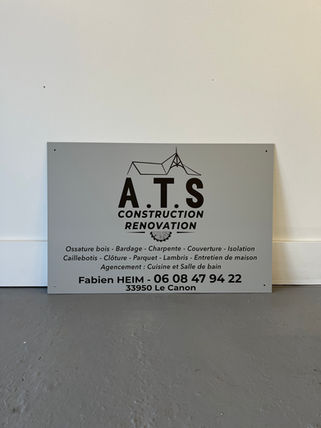 A.T.S
CONSTRUCTION
RENOVATION
Ossature bois - Bardage - Charpente - Couverture - Isolation
Caillebotis - Clôture - Parquet - Lambris - Entretien de maison
Agencement : Cuisine et Salle de bain
Fabien HEIM - 06 08 47 94 22
33950 Le Canon